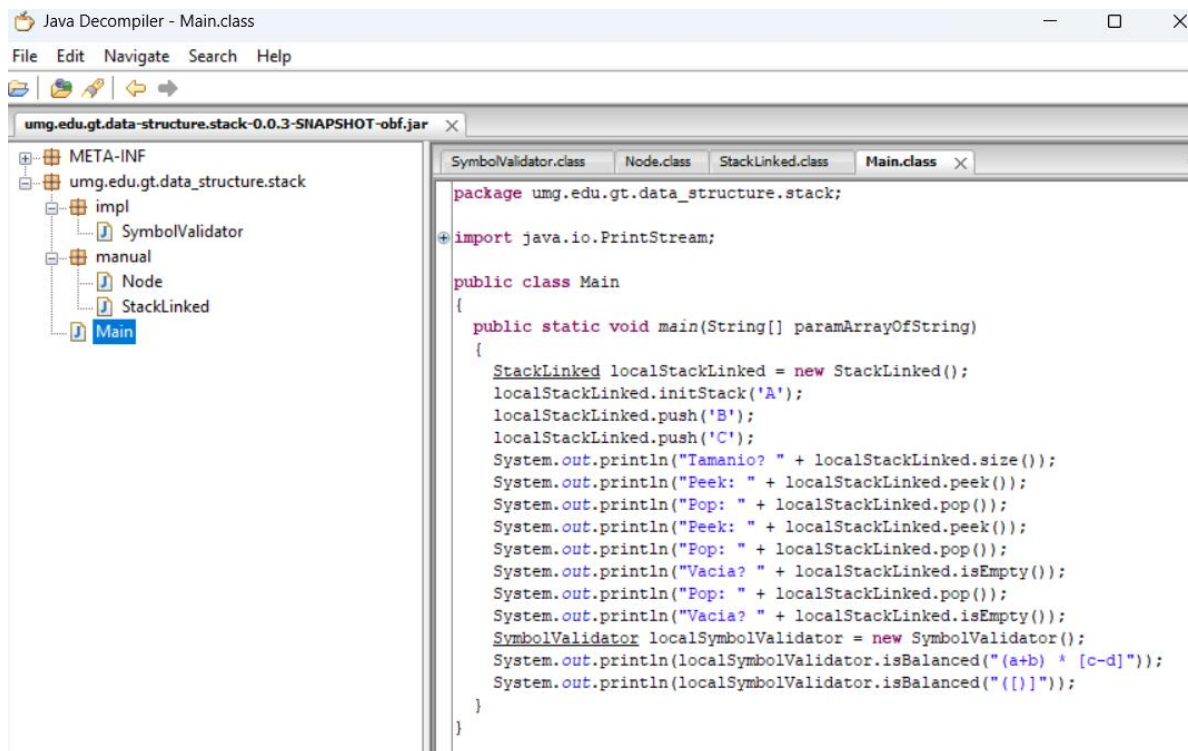 Java Decompiler - Main.class
File Edit Navigate Search Help
umg.edu.gt.data-structure.stack-0.0.3-SNAPSHOT-obf.jar
META-INF
umg.edu.gt.data_structure.stack
impl
SymbolValidator
manual
Node
StackLinked
Main
SymbolValidator.class Node.class StackLinked.class Main.class
package umg.edu.gt.data_structure.stack;
import java.io.PrintStream;
public class Main
{
public static void main(String[] paramArrayOfString)
{
StackLinked localStackLinked = new StackLinked();
localStackLinked.initStack('A');
localStackLinked.push('B');
localStackLinked.push('C');
System.out.println("Tamanio? " + localStackLinked.size());
System.out.println("Peek: " + localStackLinked.peek());
System.out.println("Pop: " + localStackLinked.pop());
System.out.println("Peek: " + localStackLinked.peek());
System.out.println("Pop: " + localStackLinked.pop());
System.out.println("Vacia? " + localStackLinked.isEmpty());
System.out.println("Pop: " + localStackLinked.pop());
System.out.println("Vacia? " + localStackLinked.isEmpty());
SymbolValidator localSymbolValidator = new SymbolValidator();
System.out.println(localSymbolValidator.isBalanced("(a+b) * [c-d]"));
System.out.println(localSymbolValidator.isBalanced("([)]"));
}
}